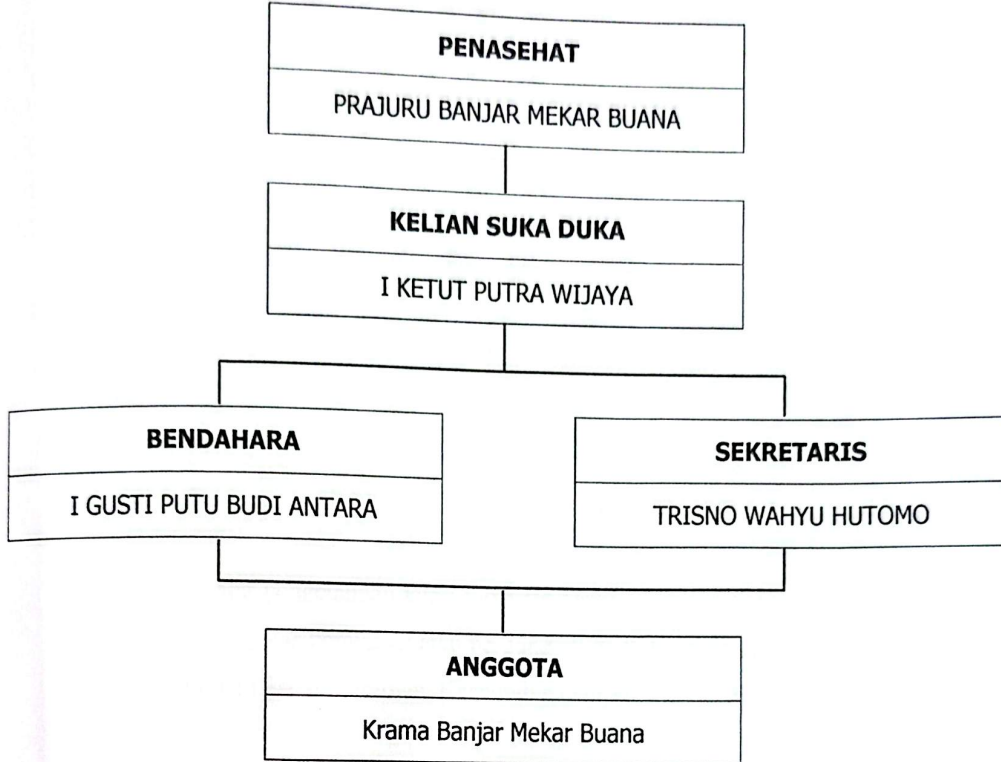 PENASEHAT
PRAJURU BANJAR MEKAR BUANA
KELIAN SUKA DUKA
I KETUT PUTRA WIJAYA
BENDAHARA
I GUSTI PUTU BUDI ANTARA
SEKRETARIS
TRISNO WAHYU HUTOMO
ANGGOTA
Krama Banjar Mekar Buana